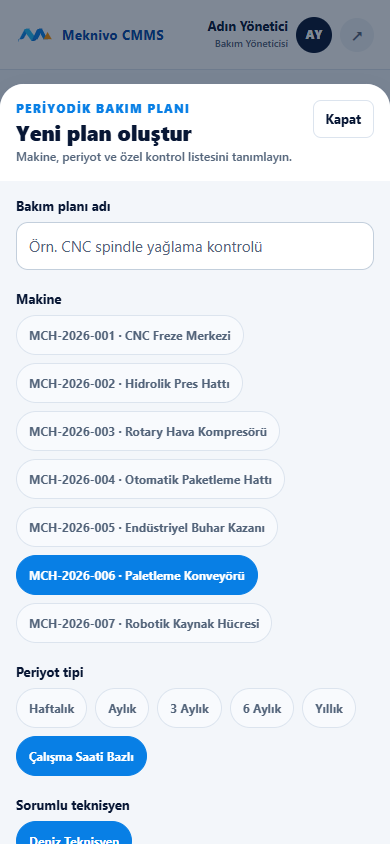 Meknivo CMMS
Adın Yönetici
Bakım Yöneticisi
AY
↗
PERİYODİK BAKIM PLANI
Yeni plan oluştur
Makine, periyot ve özel kontrol listesini tanımlayın.
Kapat
Bakım planı adı
Örn. CNC spindle yağlama kontrolü
Makine
MCH-2026-001 · CNC Freze Merkezi
MCH-2026-002 · Hidrolik Pres Hattı
MCH-2026-003 · Rotary Hava Kompresörü
MCH-2026-004 · Otomatik Paketleme Hattı
MCH-2026-005 · Endüstriyel Buhar Kazanı
MCH-2026-006 · Paletleme Konveyörü
MCH-2026-007 · Robotik Kaynak Hücresi
Periyot tipi
Haftalık Aylık 3 Aylık 6 Aylık Yıllık
Çalışma Saati Bazlı
Sorumlu teknisyen
Deniz Teknisyen